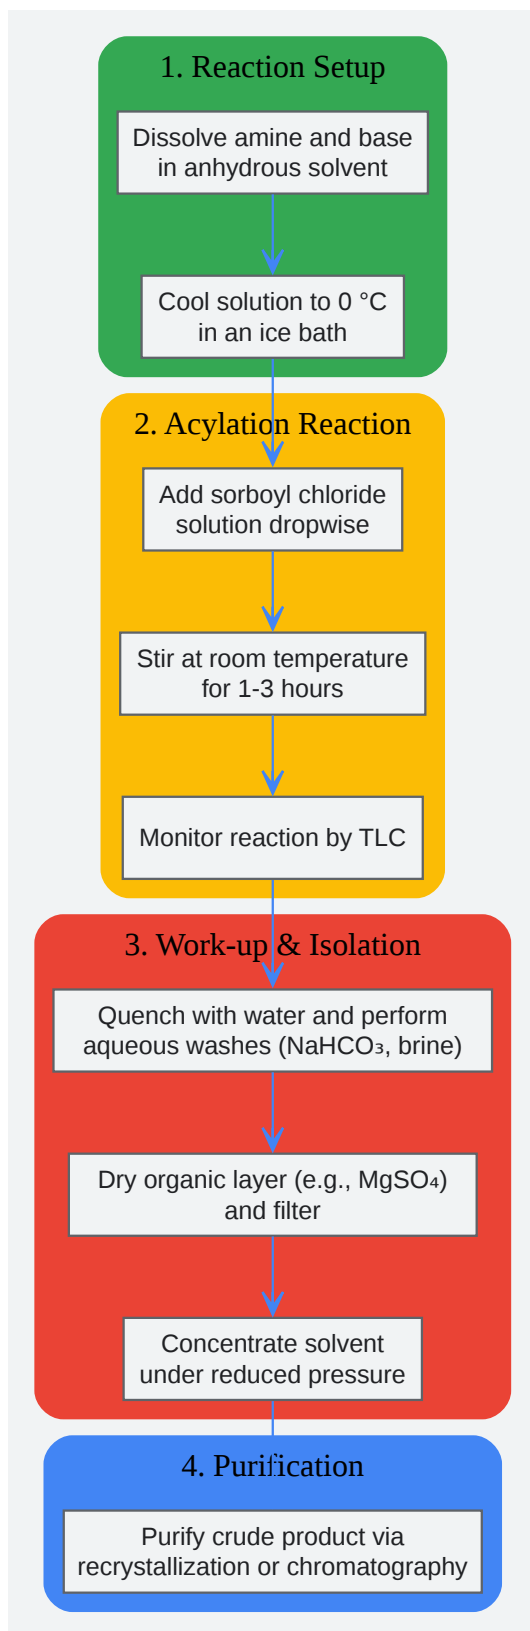 1. Reaction Setup
Dissolve amine and base
in anhydrous solvent
Cool solution to 0 °C
in an ice bath
2. Acylation Reaction
Add sorboyl chloride
solution dropwise
Stir at room temperature
for 1-3 hours
Monitor reaction by TLC
3. Work-up & Isolation
Quench with water and perform
aqueous washes (NaHCO₃, brine)
Dry organic layer (e.g., MgSO₄)
and filter
Concentrate solvent
under reduced pressure
4. Purification
Purify crude product via
recrystallization or chromatography